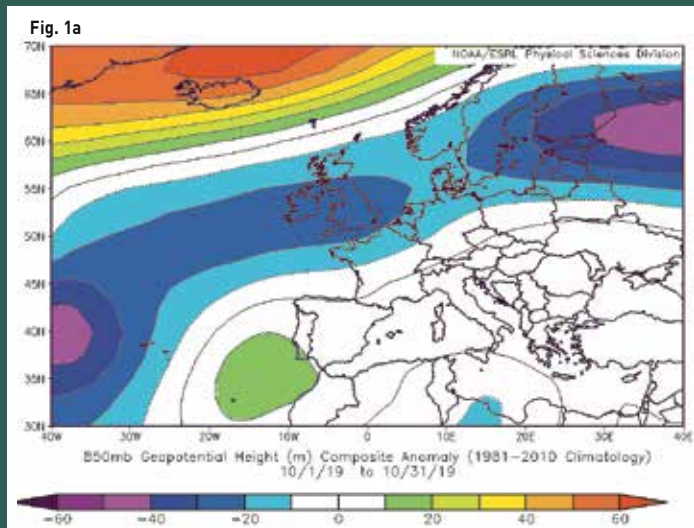 Fig. 1a
NOAA/ESRL Physical Sciences Division
70N
65N
60N
55N
50N
45N
40N
35N
30N
40W
30W
20W
10W
0
10E
20E
30E
40E
850mb Geopotential Height (m) Composite Anomaly (1981-2010 Climatology)
10/1/19 to 10/31/19
-60
-40
-20
0
20
40
60